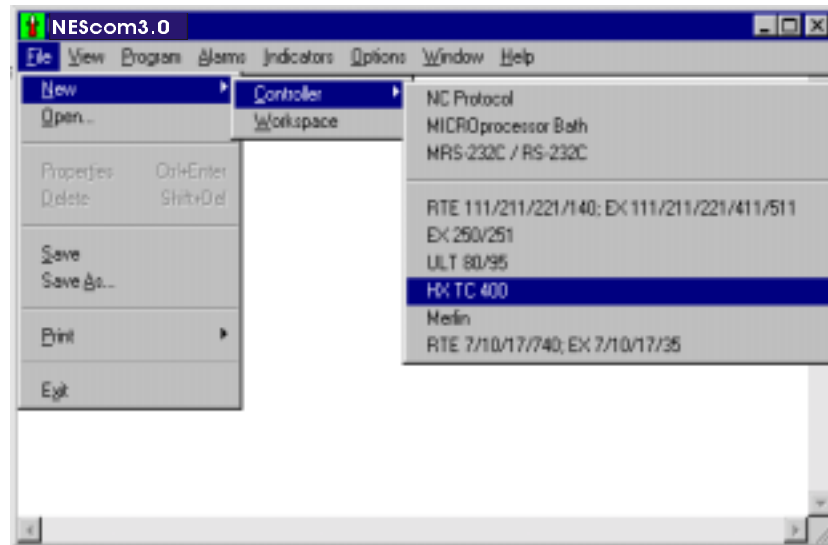 NEScom3.0
File View Program Alarms Indicators Options Window Help
New
Open...
Properties Ctrl+Enter
Delete Shift+Del
Save
Save As...
Print
Exit
Controller
Workspace
NC Protocol
MICROprocessor Bath
MRS-232C / RS-232C
RTE 111/211/221/140; EX 111/211/221/411/511
EX 250/251
ULT 80/95
HX TC 400
Merlin
RTE 7/10/17/740; EX 7/10/17/35